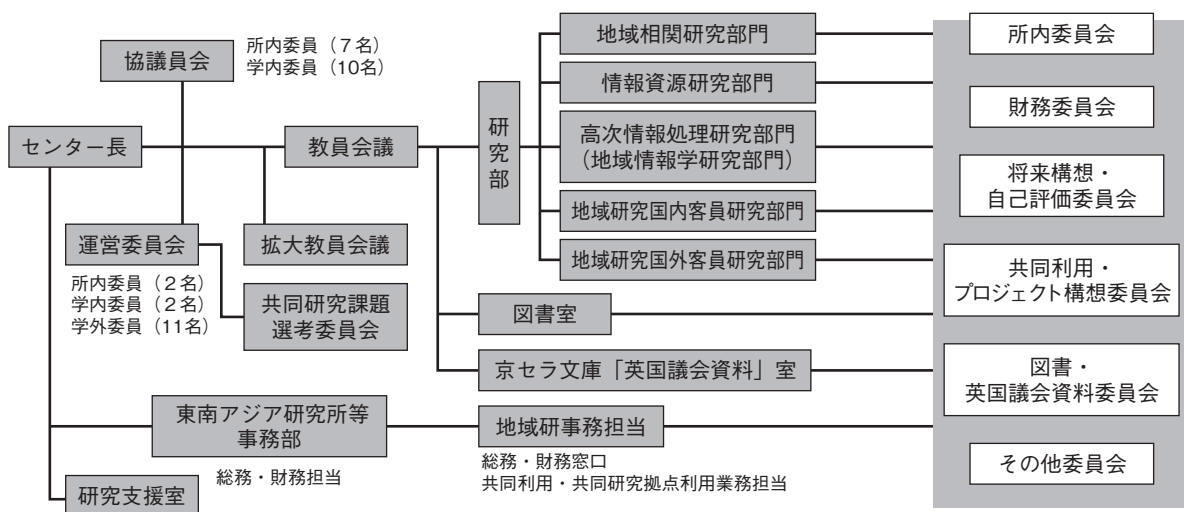 協議員会
所内委員（７名）
学内委員（10名）
センター長
教員会議
運営委員会
所内委員（２名）
学内委員（２名）
学外委員（11名）
拡大教員会議
共同研究課題
選考委員会
研究部
地域相関研究部門
情報資源研究部門
高次情報処理研究部門
（地域情報学研究部門）
地域研究国内客員研究部門
地域研究国外客員研究部門
図書室
京セラ文庫「英国議会資料」室
東南アジア研究所等
事務部
総務・財務担当
地域研事務担当
総務・財務窓口
共同利用・共同研究拠点利用業務担当
研究支援室
所内委員会
財務委員会
将来構想・
自己評価委員会
共同利用・
プロジェクト構想委員会
図書・
英国議会資料委員会
その他委員会